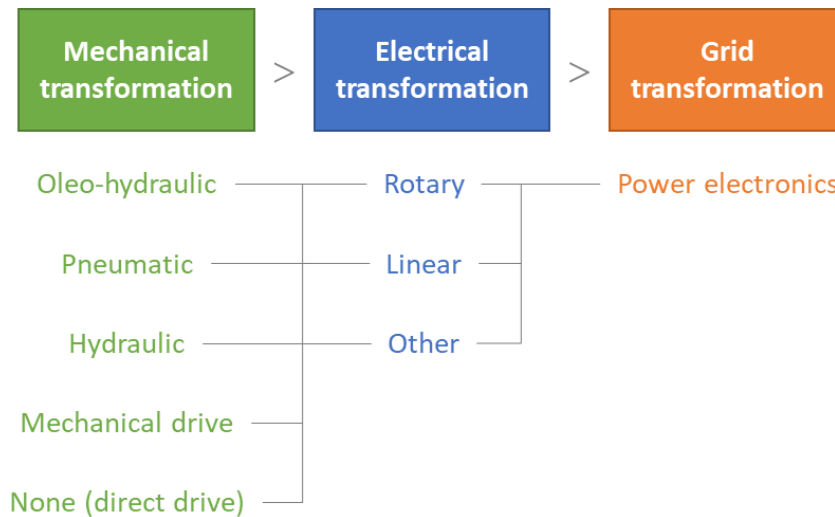 Mechanical
transformation
>
Electrical
transformation
>
Grid
transformation
Oleo-hydraulic
Rotary
Power electronics
Pneumatic
Linear
Hydraulic
Other
Mechanical drive
None (direct drive)